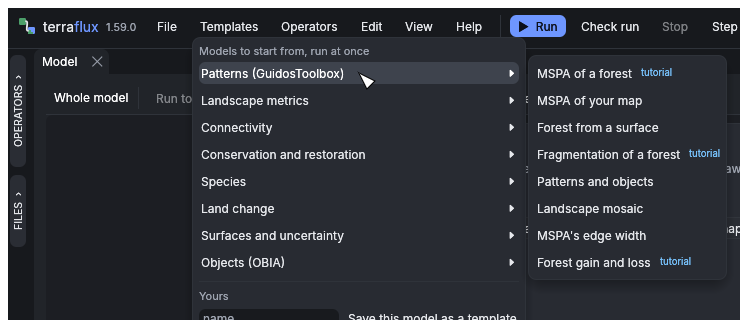 terraflux 1.59.0 File Templates Operators Edit View Help Run Check run Stop Step
Model
Whole model Run to
OPERATORS
FILES
Models to start from, run at once
Patterns (GuidosToolbox)
Landscape metrics
Connectivity
Conservation and restoration
Species
Land change
Surfaces and uncertainty
Objects (OBIA)
Yours
name Save this model as a template
MSPA of a forest tutorial
MSPA of your map
Forest from a surface
Fragmentation of a forest tutorial
Patterns and objects
Landscape mosaic
MSPA's edge width
Forest gain and loss tutorial